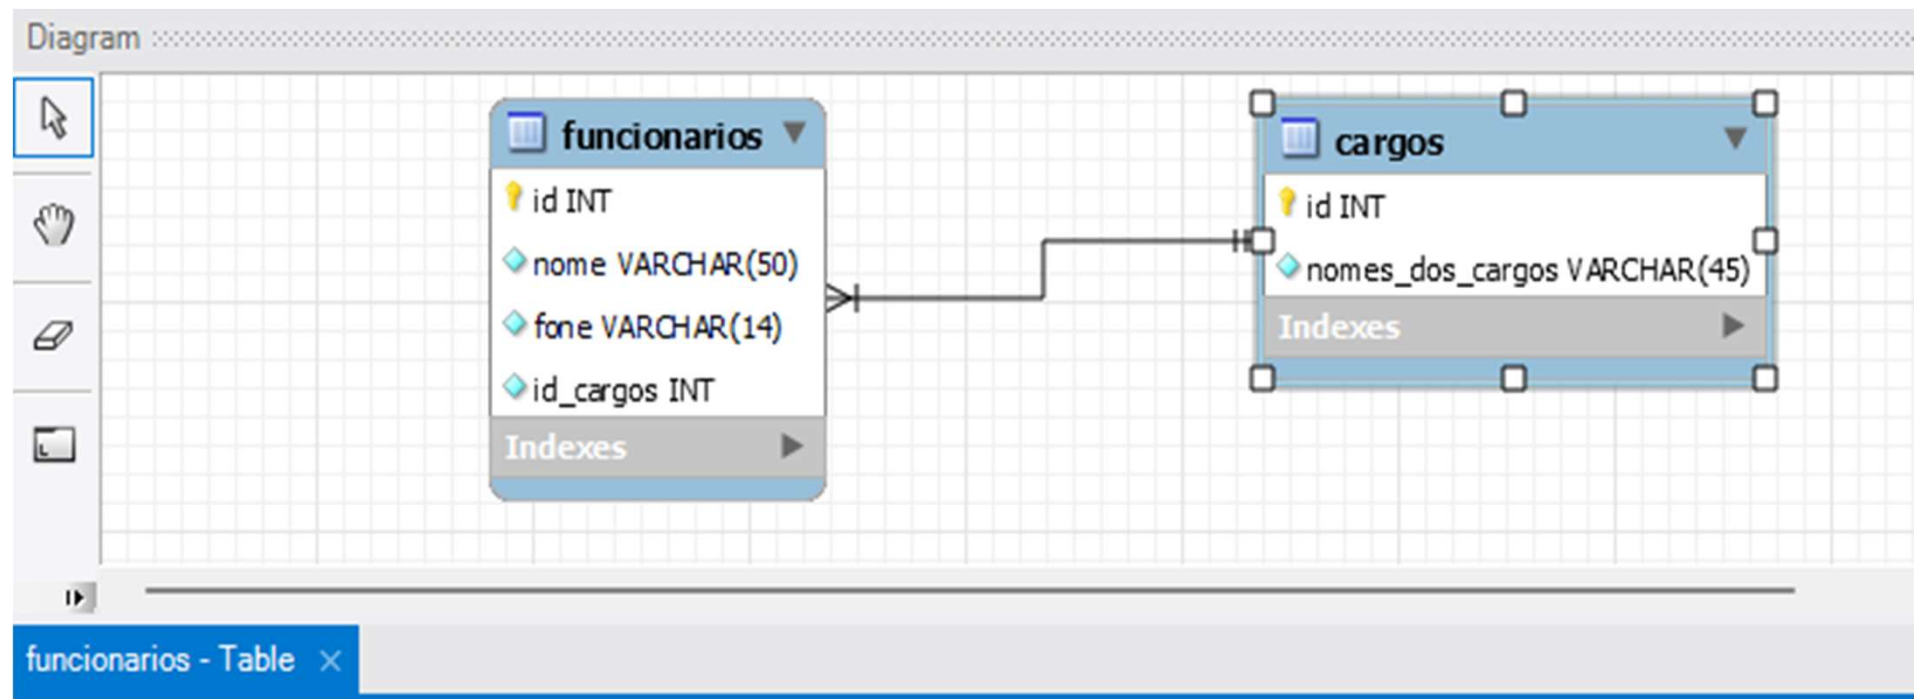 Diagram
funcionarios
id INT
nome VARCHAR(50)
fone VARCHAR(14)
id_cargos INT
Indexes
cargos
id INT
nomes_dos_cargos VARCHAR(45)
Indexes
funcionarios - Table